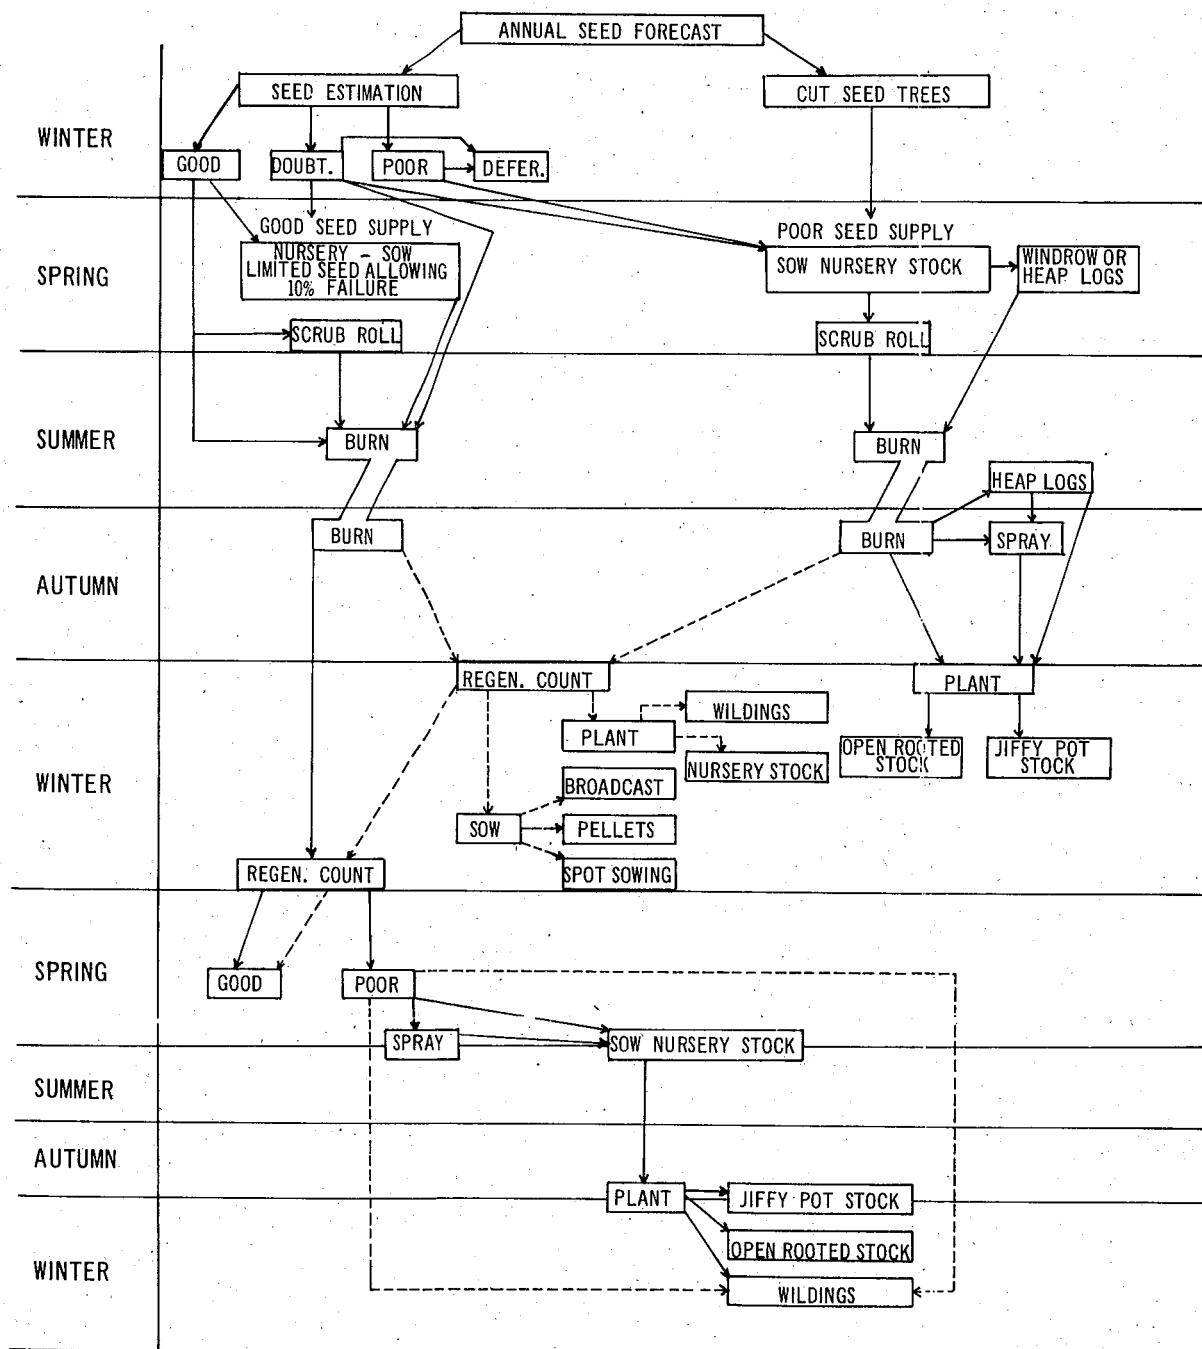 ANNUAL SEED FORECAST
SEED ESTIMATION
CUT SEED TREES
WINTER
GOOD
DOUBT.
POOR
DEFER.
GOOD SEED SUPPLY
POOR SEED SUPPLY
SPRING
NURSERY - SOW
LIMITED SEED ALLOWING
10% FAILURE
SOW NURSERY STOCK
WINDROW OR
HEAP LOGS
SCRUB ROLL
SCRUB ROLL
SUMMER
BURN
BURN
HEAP LOGS
BURN
BURN
SPRAY
AUTUMN
REGEN. COUNT
PLANT
WILDINGS
PLANT
OPEN ROOTED
STOCK
JIFFY POT
STOCK
NURSERY STOCK
WINTER
BROADCAST
SOW
PELLETS
SPOT SOWING
REGEN. COUNT
SPRING
GOOD
POOR
SPRAY
SOW NURSERY STOCK
SUMMER
AUTUMN
PLANT
JIFFY POT STOCK
OPEN ROOTED STOCK
WINTER
WILDINGS